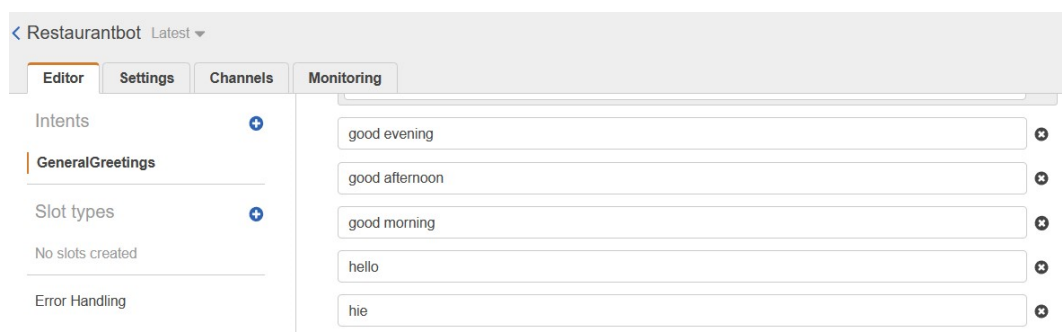 Restaurantbot Latest
Editor Settings Channels Monitoring
Intents
GeneralGreetings
Slot types
No slots created
Error Handling
good evening
good afternoon
good morning
hello
hie